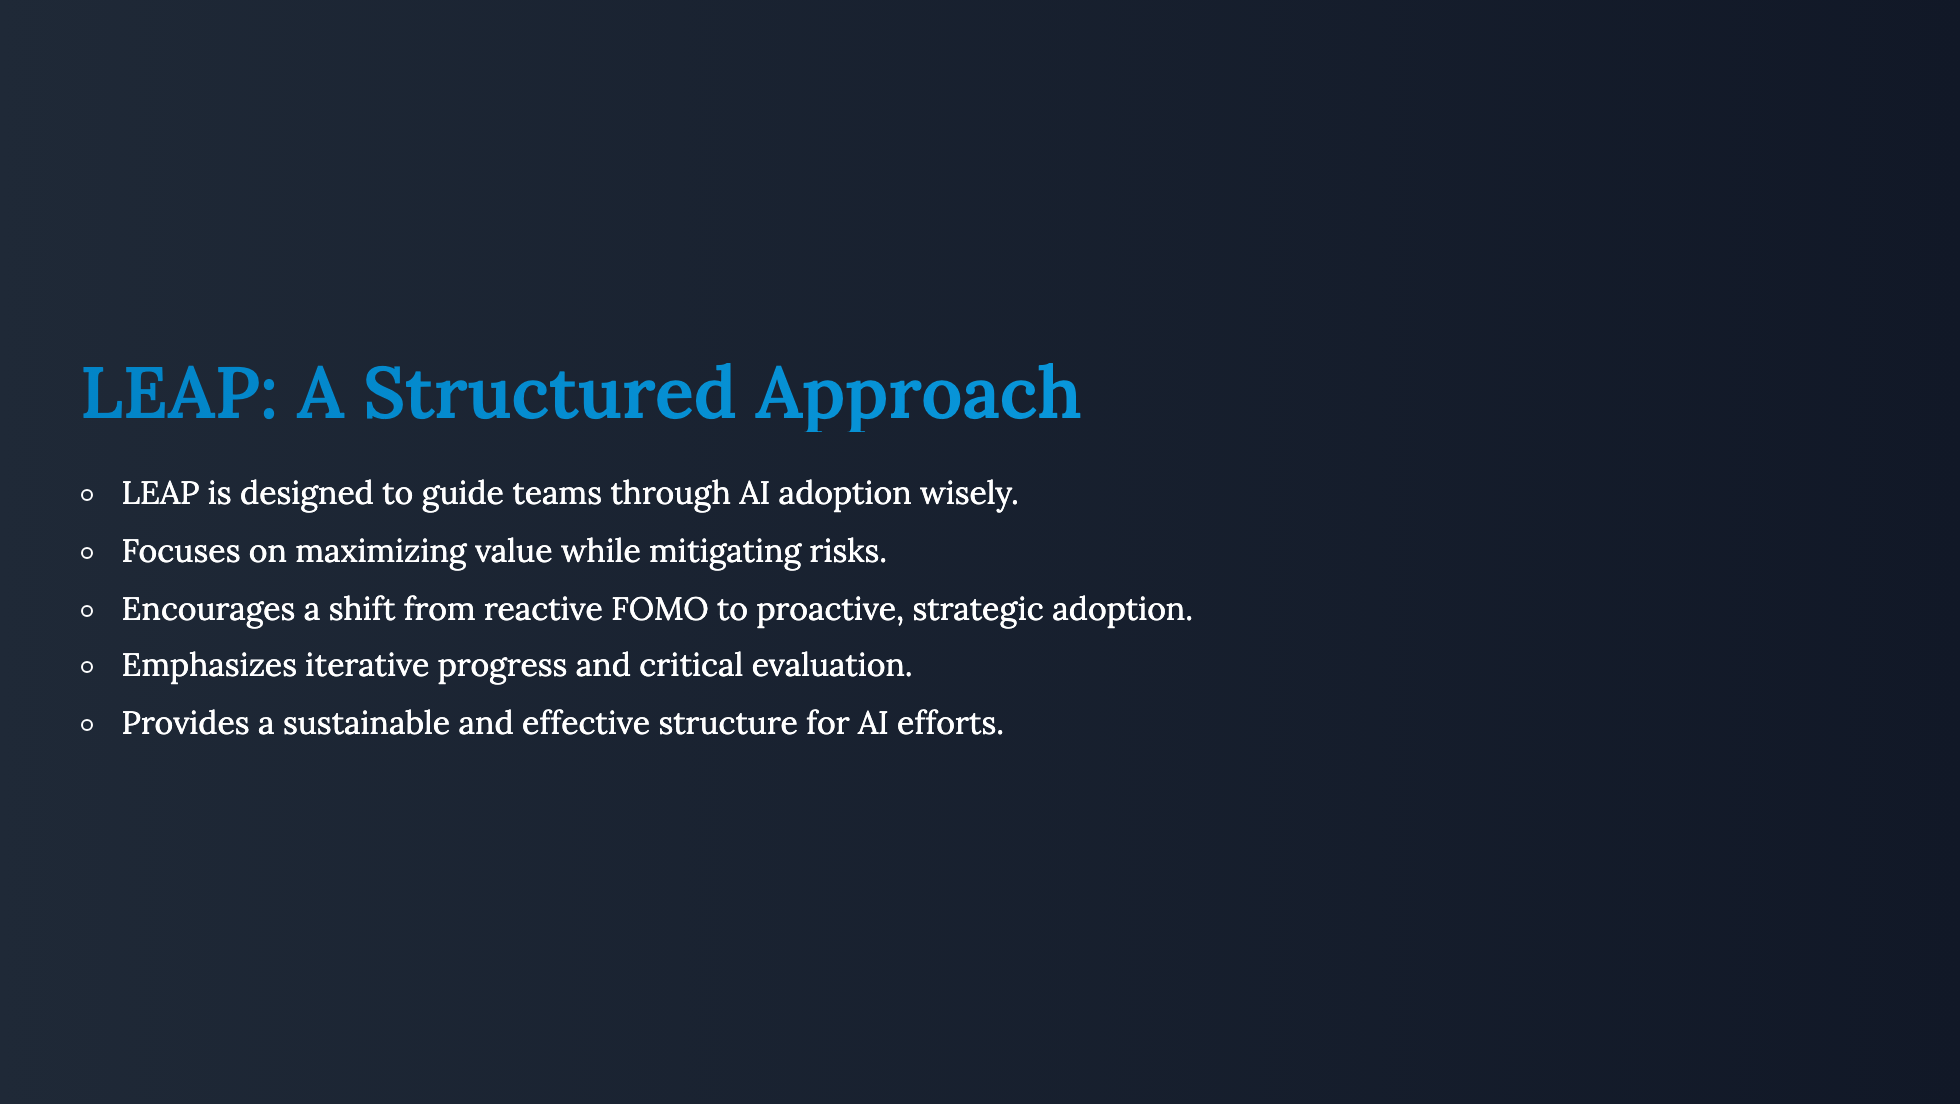 LEAP: A Structured Approach
LEAP is designed to guide teams through AI adoption wisely.
Focuses on maximizing value while mitigating risks.
Encourages a shift from reactive FOMO to proactive, strategic adoption.
Emphasizes iterative progress and critical evaluation.
Provides a sustainable and effective structure for AI efforts.